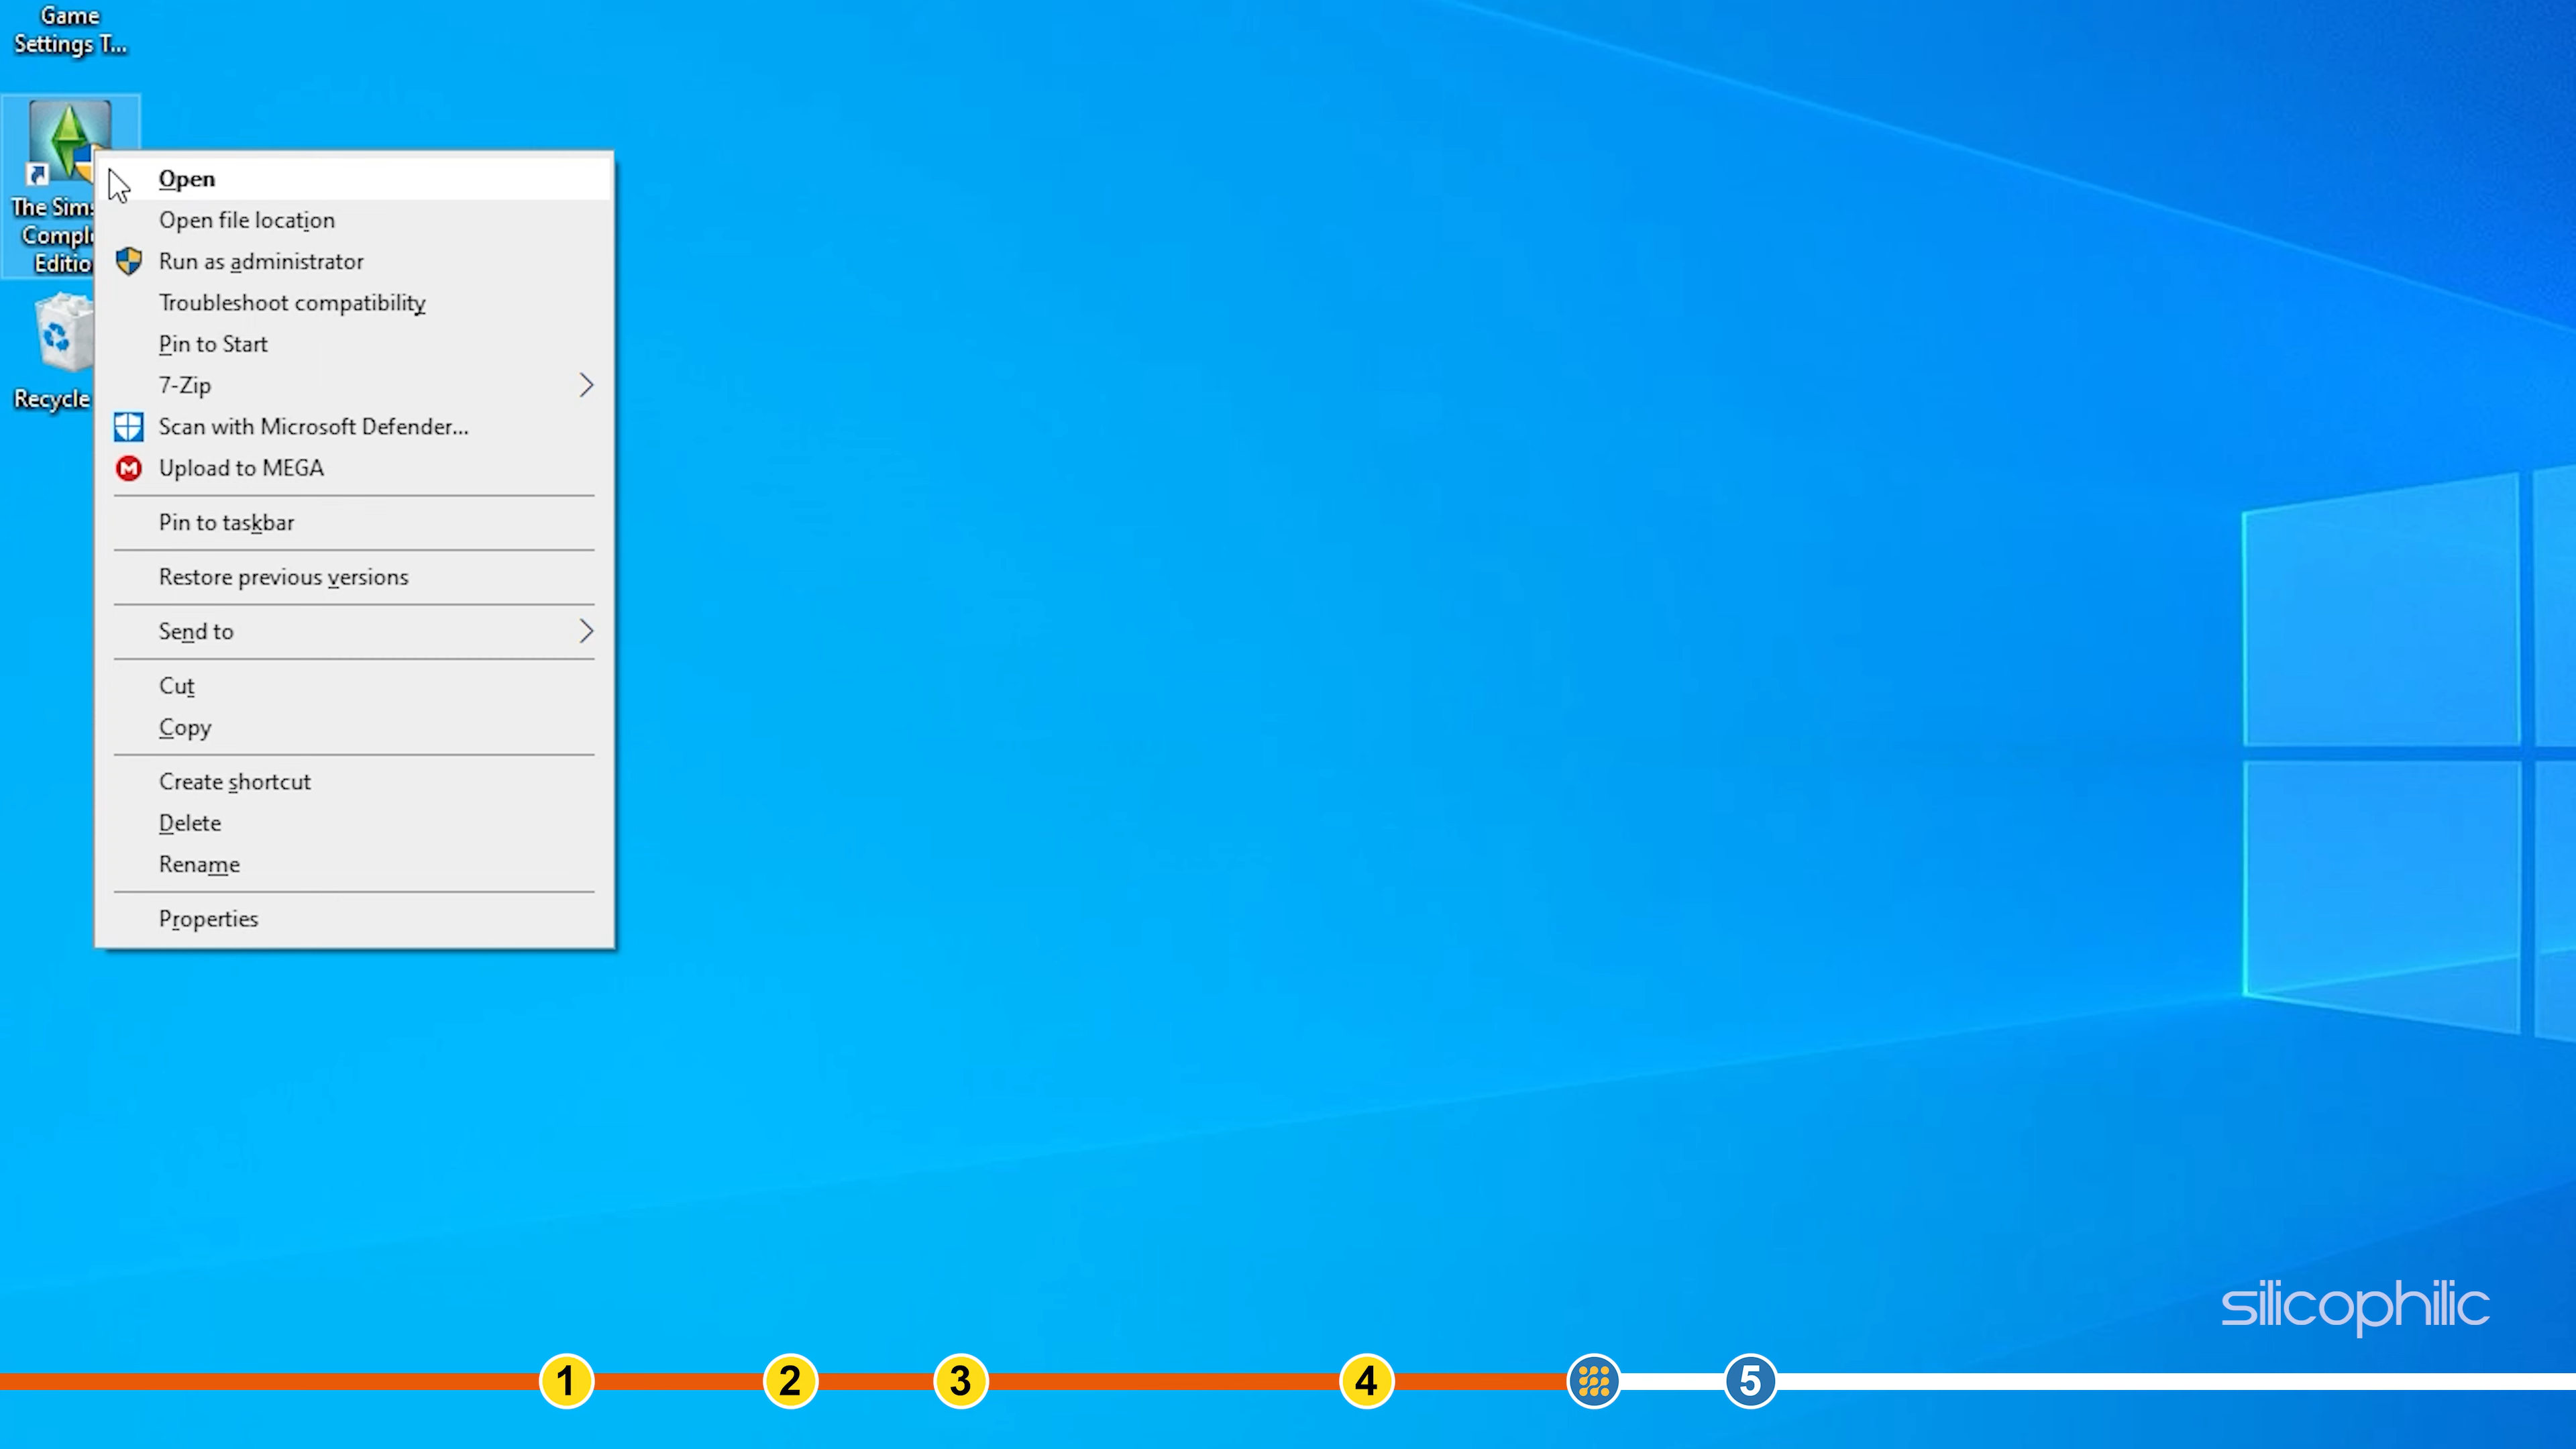 Game
Settings T...
The Sims
Compl
Editio
Recycle
Open
Open file location
Run as administrator
Troubleshoot compatibility
Pin to Start
7-Zip
Scan with Microsoft Defender...
Upload to MEGA
Pin to taskbar
Restore previous versions
Send to
Cut
Copy
Create shortcut
Delete
Rename
Properties
silicophilic
1 2 3 4 5